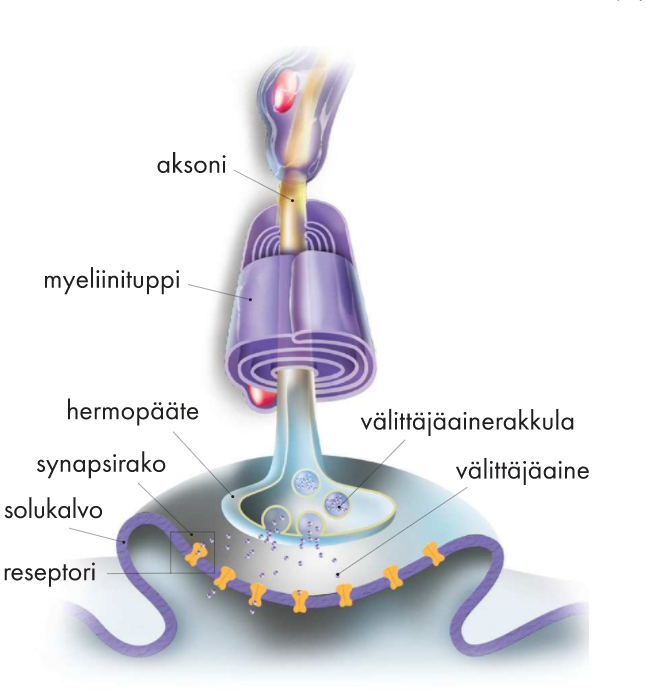 aksoni
myeliinituppi
hermopääte
välittäjäainerakkula
synapsirako
välittäjäaine
solukalvo
reseptori